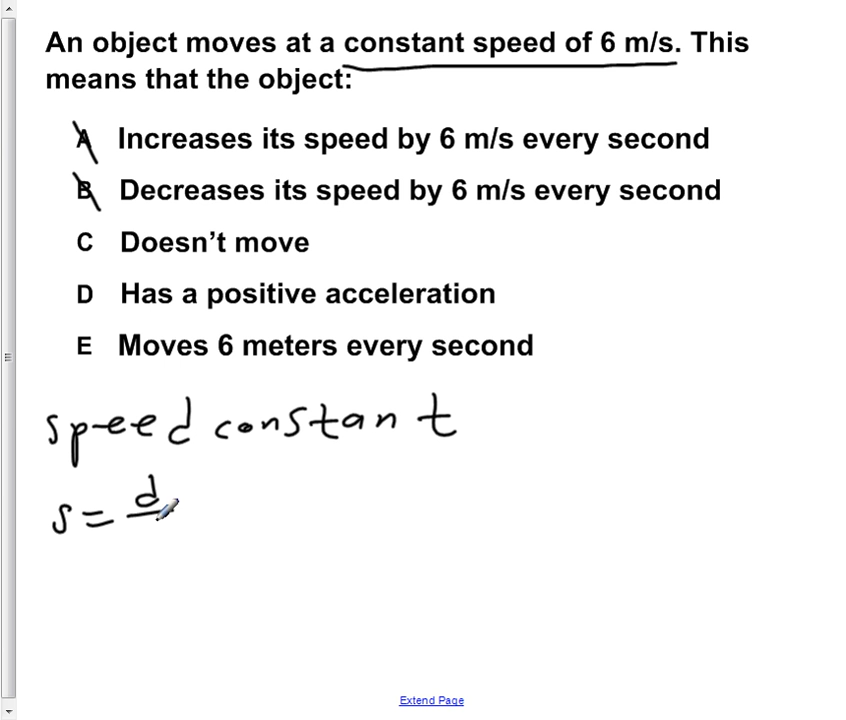 An object moves at a constant speed of 6 m/s. This
means that the object:
A Increases its speed by 6 m/s every second
B Decreases its speed by 6 m/s every second
C Doesn’t move
D Has a positive acceleration
E Moves 6 meters every second
speed constant
s = d
Extend Page